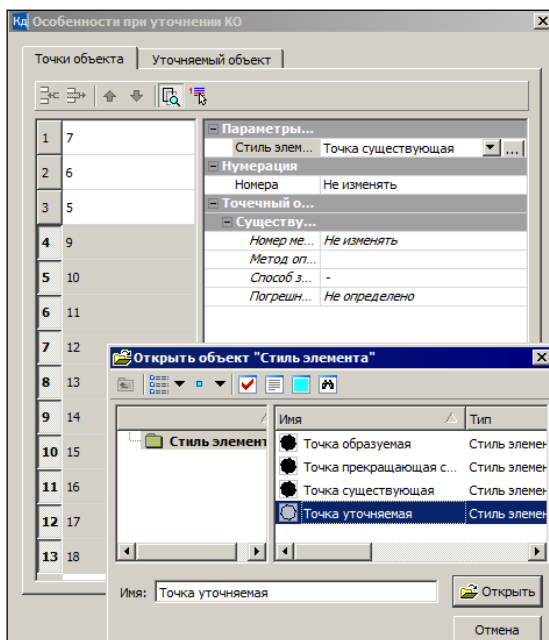 Кд Особенности при уточнении КО
Точки объекта Уточняемый объект
1 7
2 6
3 5
4 9
5 10
6 11
7 12
8 13
9 14
10 15
11 16
12 17
13 18
Параметры...
Стиль элем... Точка существующая ...
Нумерация
Номера Не изменять
Точечный о...
Существу...
Номер ме... Не изменять
Метод оп...
Способ з... -
Погрешн... Не определено
Открыть объект "Стиль элемента"
Имя Тип
Стиль элемент
Точка образуемая Стиль элемен
Точка прекращающая с... Стиль элемен
Точка существующая Стиль элемен
Точка уточняемая Стиль элемен
Имя: Точка уточняемая Открыть
Отмена